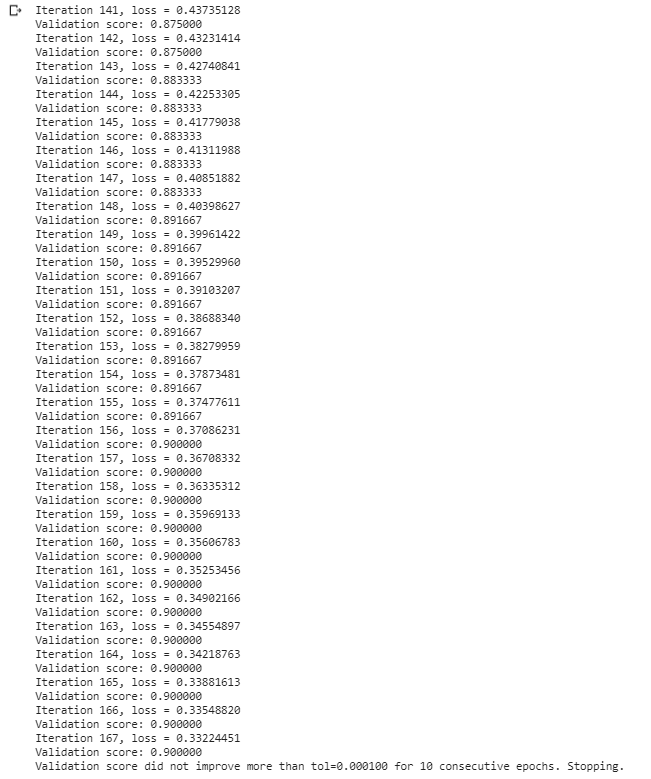 Iteration 141, loss = 0.43735128
Validation score: 0.875000
Iteration 142, loss = 0.43231414
Validation score: 0.875000
Iteration 143, loss = 0.42740841
Validation score: 0.883333
Iteration 144, loss = 0.42253305
Validation score: 0.883333
Iteration 145, loss = 0.41779038
Validation score: 0.883333
Iteration 146, loss = 0.41311988
Validation score: 0.883333
Iteration 147, loss = 0.40851882
Validation score: 0.883333
Iteration 148, loss = 0.40398627
Validation score: 0.891667
Iteration 149, loss = 0.39961422
Validation score: 0.891667
Iteration 150, loss = 0.39529960
Validation score: 0.891667
Iteration 151, loss = 0.39103207
Validation score: 0.891667
Iteration 152, loss = 0.38688340
Validation score: 0.891667
Iteration 153, loss = 0.38279959
Validation score: 0.891667
Iteration 154, loss = 0.37873481
Validation score: 0.891667
Iteration 155, loss = 0.37477611
Validation score: 0.891667
Iteration 156, loss = 0.37086231
Validation score: 0.900000
Iteration 157, loss = 0.36708332
Validation score: 0.900000
Iteration 158, loss = 0.36335312
Validation score: 0.900000
Iteration 159, loss = 0.35969133
Validation score: 0.900000
Iteration 160, loss = 0.35606783
Validation score: 0.900000
Iteration 161, loss = 0.35253456
Validation score: 0.900000
Iteration 162, loss = 0.34902166
Validation score: 0.900000
Iteration 163, loss = 0.34554897
Validation score: 0.900000
Iteration 164, loss = 0.34218763
Validation score: 0.900000
Iteration 165, loss = 0.33881613
Validation score: 0.900000
Iteration 166, loss = 0.33548820
Validation score: 0.900000
Iteration 167, loss = 0.33224451
Validation score: 0.900000
Validation score did not improve more than tol=0.000100 for 10 consecutive epochs. Stopping.